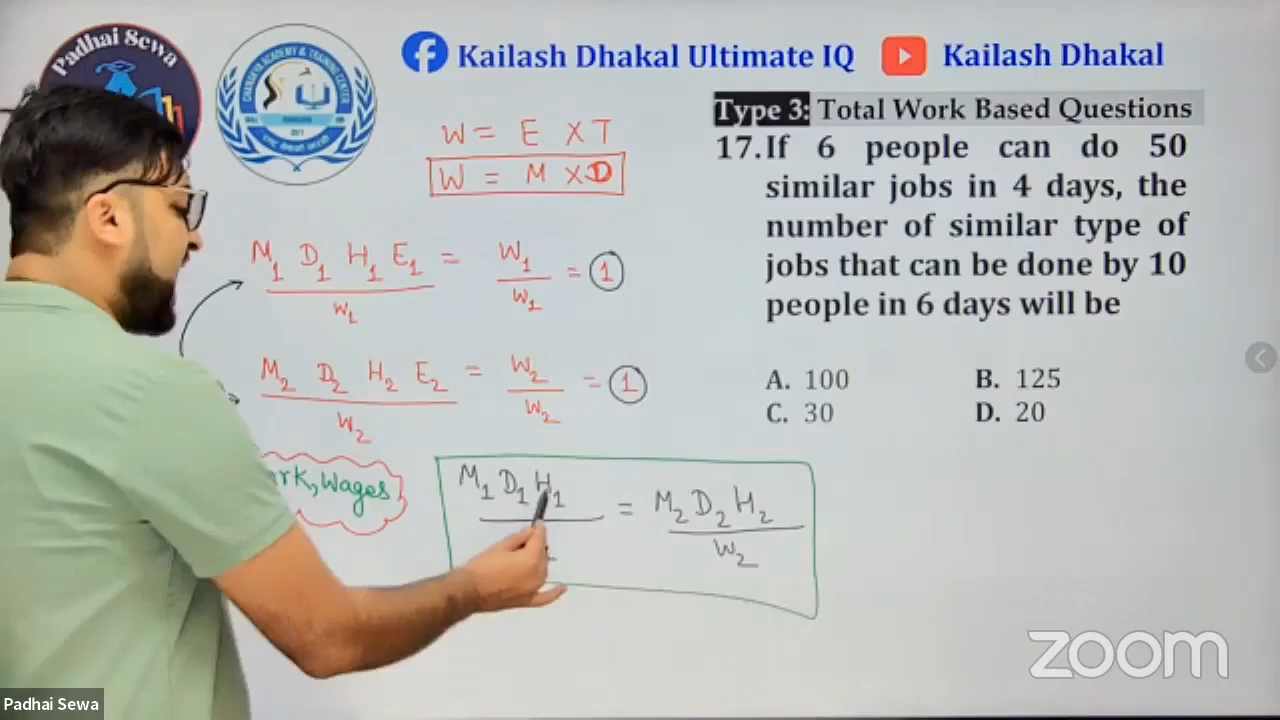 Padhai Sewa
CHANAKYA ACADEMY & TRAINING CENTER
Kailash Dhakal Ultimate IQ
Kailash Dhakal
W = E X T
W = M X D
M₁ D₁ H₁ E₁ = W₁ = 1
W₁ W₁
M₂ D₂ H₂ E₂ = W₂ = 1
W₂ W₂
rk, Wages
M₁ D₁ H₁ = M₂ D₂ H₂
W₂
Type 3: Total Work Based Questions
17. If 6 people can do 50
similar jobs in 4 days, the
number of similar type of
jobs that can be done by 10
people in 6 days will be
A. 100 B. 125
C. 30 D. 20
zoom
Padhai Sewa